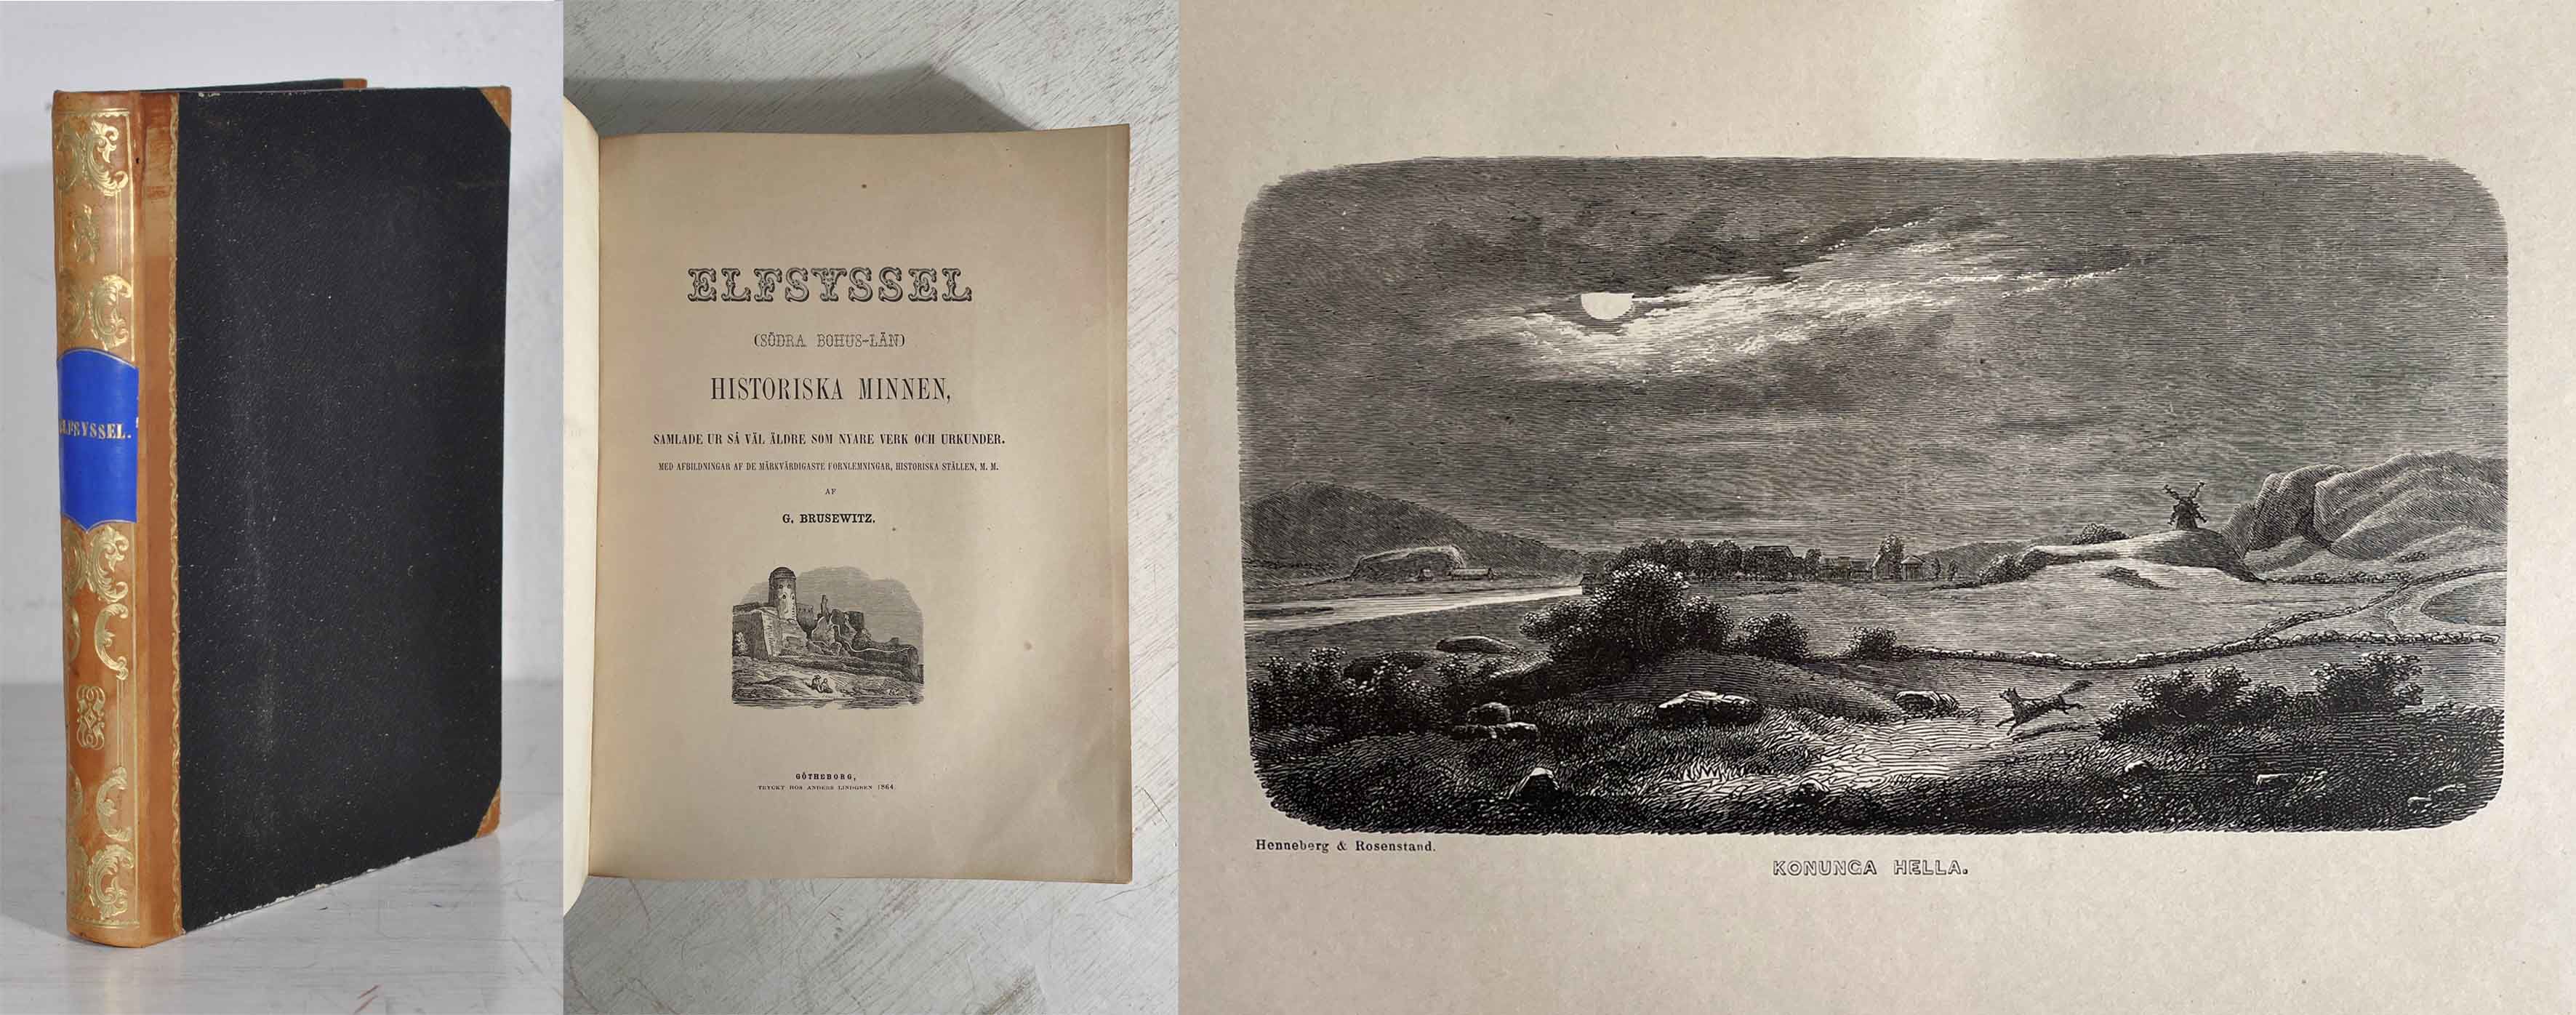 ELFSYSSEL.
ELFSYSSEL
(SÖDRA BOHUS-LÄN)
HISTORISKA MINNEN,
SAMLADE UR SÅ VÄL ÄLDRE SOM NYARE VERK OCH URKUNDER.
MED AFBILDNINGAR AF DE MÄRKVÄRDIGASTE FORNLEMNINGAR, HISTORISKA STÄLLEN, M. M.
AF
G. BRUSEWITZ.
GÖTHEBORG,
TRYCKT HOS ANDERS LINDGREN 1864.
Henneberg & Rosenstand.
KONUNGA HELLA.